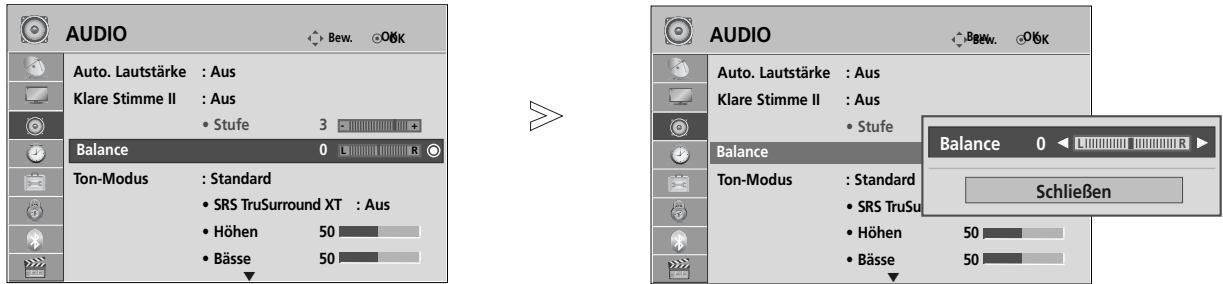 AUDIO Bew. OK
Auto. Lautstärke : Aus
Klare Stimme II : Aus
• Stufe 3 - +
Balance 0 L R
Ton-Modus : Standard
• SRS TruSurround XT : Aus
• Höhen 50
• Bässe 50
AUDIO Bew. OK
Auto. Lautstärke : Aus
Klare Stimme II : Aus
• Stufe
Balance
Ton-Modus : Standard
• SRS TruSu
• Höhen 50
• Bässe 50
Balance 0 L R
Schließen